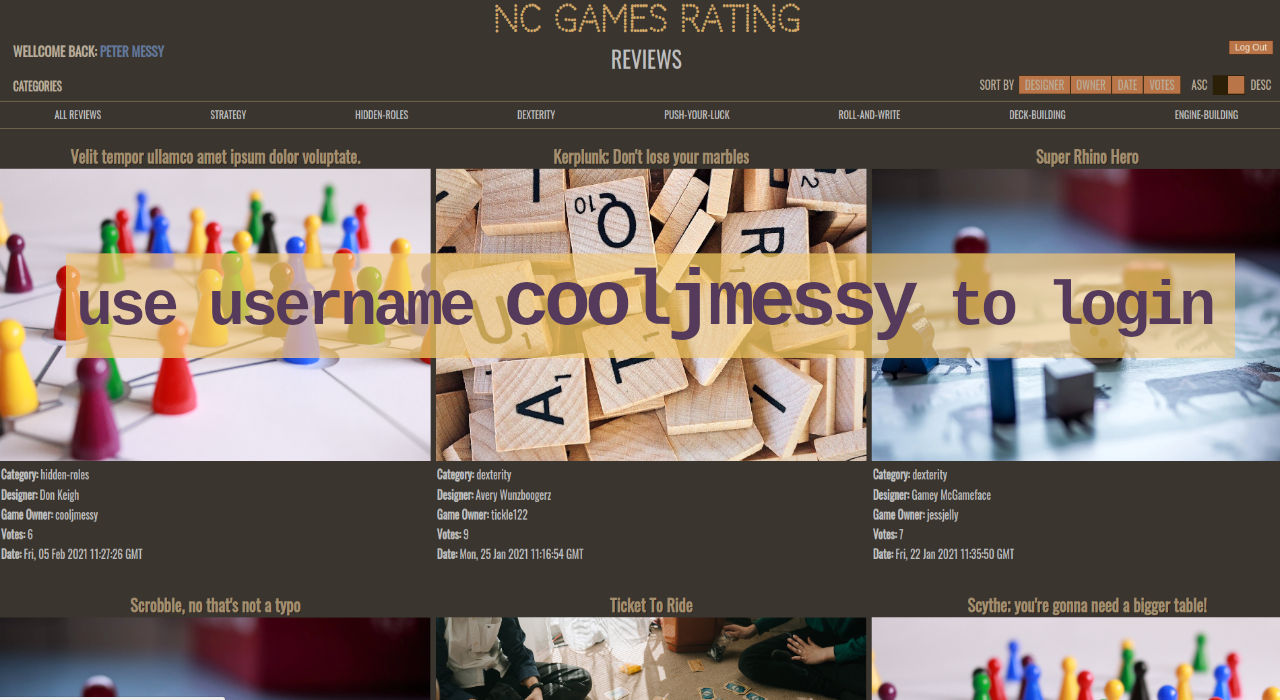 NC GAMES RATING
WELLCOME BACK: PETER MESSY
Log Out
REVIEWS
CATEGORIES
SORT BY DESIGNER OWNER DATE VOTES ASC DESC
ALL REVIEWS STRATEGY HIDDEN-ROLES DEXTERITY PUSH-YOUR-LUCK ROLL-AND-WRITE DECK-BUILDING ENGINE-BUILDING
Velit tempor ullamco amet ipsum dolor voluptate.
Kerplunk; Don't lose your marbles
Super Rhino Hero
I
2
Q10
R1
U1
use username cooljmessy to login
T1
A1
I
Category: hidden-roles
Designer: Don Keigh
Game Owner: cooljmessy
Votes: 6
Date: Fri, 05 Feb 2021 11:27:26 GMT
Category: dexterity
Designer: Avery Wunzboogerz
Game Owner: tickle122
Votes: 9
Date: Mon, 25 Jan 2021 11:16:54 GMT
Category: dexterity
Designer: Gamey McGameface
Game Owner: jessjelly
Votes: 7
Date: Fri, 22 Jan 2021 11:35:50 GMT
Scrobble, no that's not a typo
Ticket To Ride
Scythe; you're gonna need a bigger table!